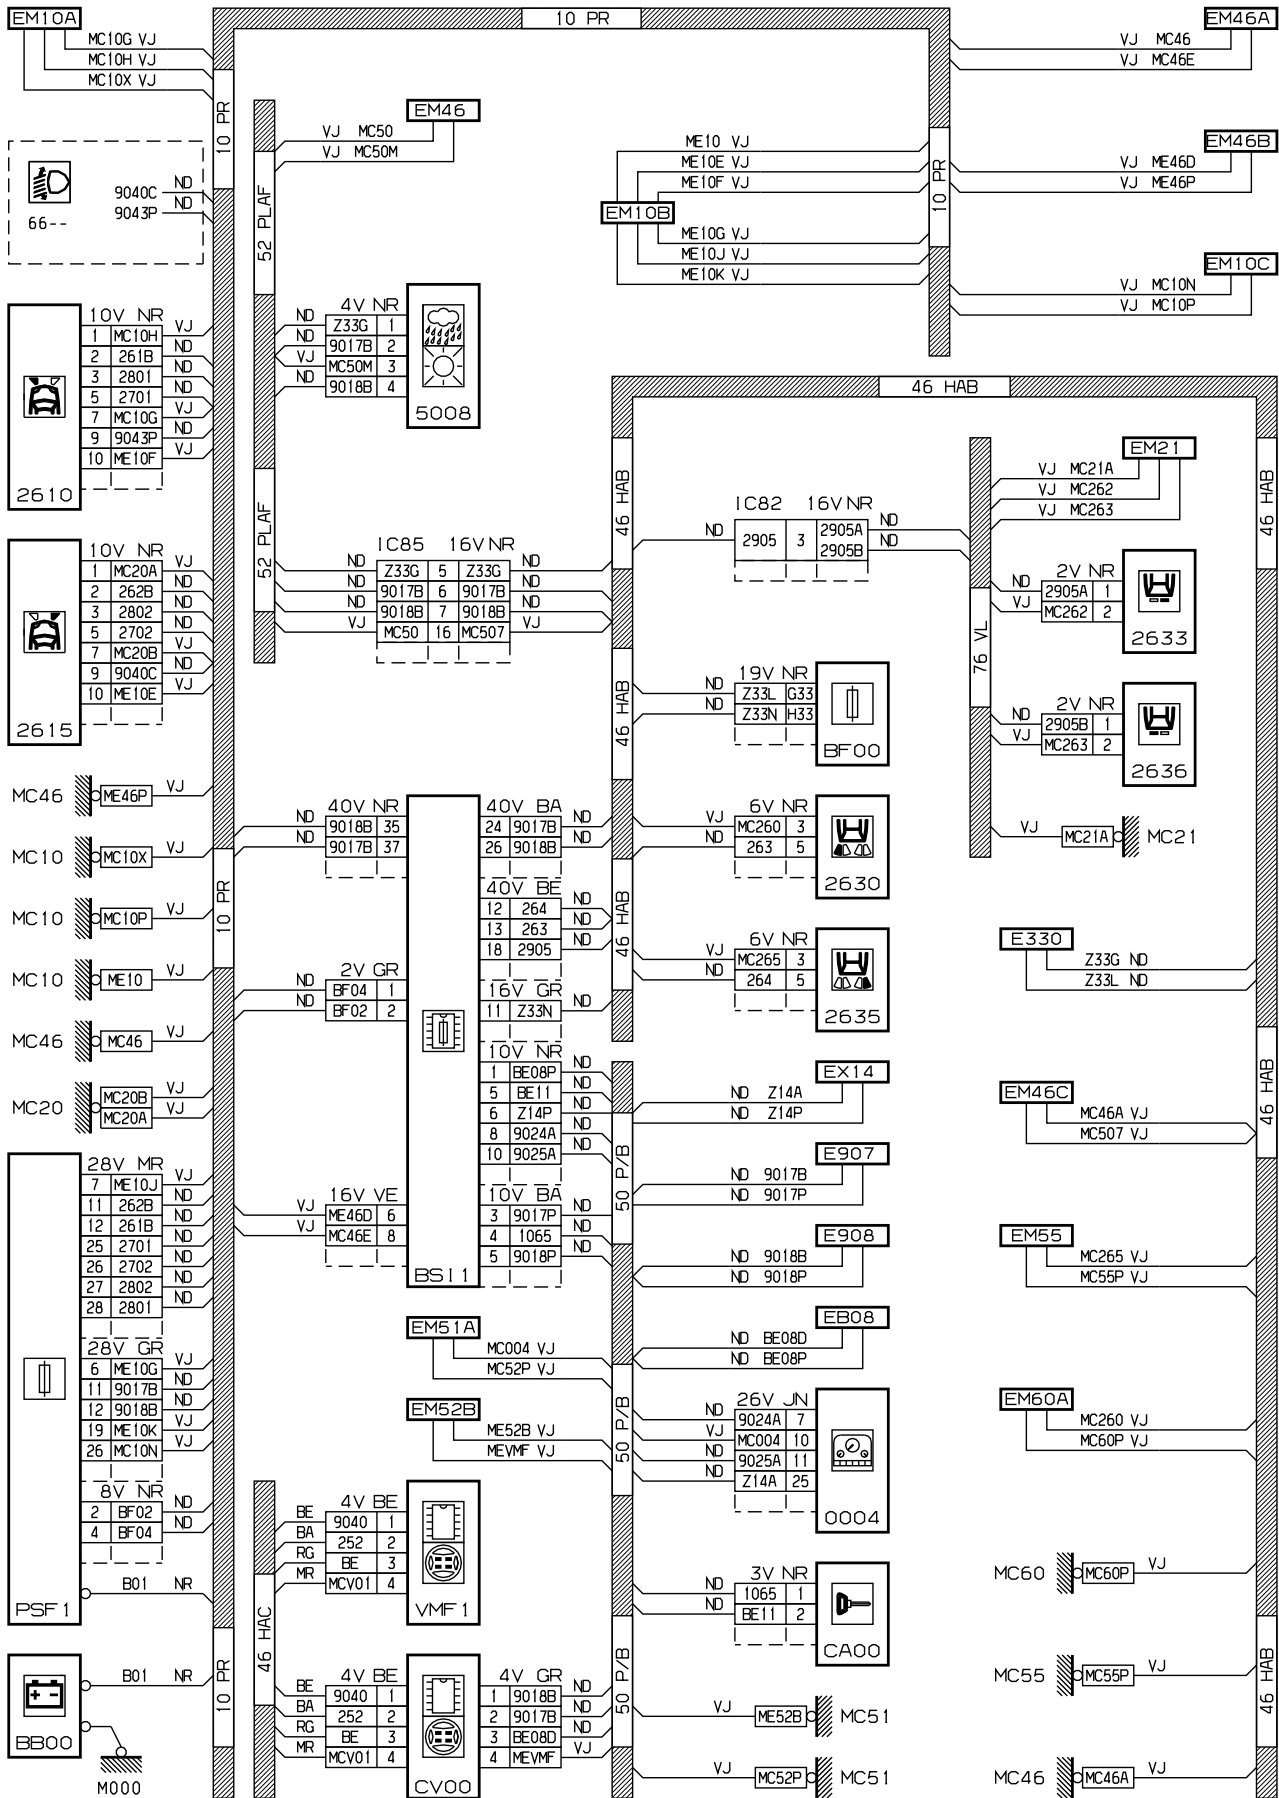 EM10A
MC10G VJ
MC10H VJ
MC10X VJ
10 PR
10 PR
EM46A
VJ MC46
VJ MC46E
EM46
VJ MC50
VJ MC50M
52 PLAF
66--
9040C ND
9043P ND
ME10 VJ
ME10E VJ
ME10F VJ
EM10B
ME10G VJ
ME10J VJ
ME10K VJ
10 PR
EM46B
VJ ME46D
VJ ME46P
EM10C
VJ MC10N
VJ MC10P
10V NR
1 MC10H VJ
2 261B ND
3 2801 ND
5 2701 ND
7 MC10G VJ
9 9043P ND
10 ME10F VJ
2610
4V NR
ND Z33G 1
ND 9017B 2
VJ MC50M 3
ND 9018B 4
5008
46 HAB
10V NR
1 MC20A VJ
2 262B ND
3 2802 ND
5 2702 ND
7 MC20B VJ
9 9040C ND
10 ME10E VJ
2615
52 PLAF
IC85 16V NR
ND Z33G 5 Z33G ND
ND 9017B 6 9017B ND
ND 9018B 7 9018B ND
VJ MC50 16 MC507 VJ
46 HAB
IC82 16V NR
ND 2905 3 2905A ND
2905B ND
EM21
VJ MC21A
VJ MC262
VJ MC263
46 HAB
76 VL
2V NR
ND 2905A 1
VJ MC262 2
2633
2V NR
ND 2905B 1
VJ MC263 2
2636
VJ MC21A MC21
46 HAB
19V NR
ND Z33L G33
ND Z33N H33
BF00
6V NR
VJ MC260 3
ND 263 5
2630
46 HAB
6V NR
VJ MC265 3
ND 264 5
2635
MC46 ME46P VJ
MC10 MC10X VJ
MC10 MC10P VJ
MC10 ME10 VJ
MC46 MC46 VJ
MC20 MC20B VJ
MC20A VJ
10 PR
40V NR
ND 9018B 35
ND 9017B 37
2V GR
ND BF04 1
ND BF02 2
16V VE
VJ ME46D 6
VJ MC46E 8
BSI1
40V BA
24 9017B ND
26 9018B ND
40V BE
12 264 ND
13 263 ND
18 2905 ND
16V GR
11 Z33N ND
10V NR
1 BE08P ND
5 BE11 ND
6 Z14P ND
8 9024A ND
10 9025A ND
10V BA
3 9017P ND
4 1065 ND
5 9018P ND
50 P/B
EX14
ND Z14A
ND Z14P
E907
ND 9017B
ND 9017P
E908
ND 9018B
ND 9018P
EB08
ND BE08D
ND BE08P
E330
Z33G ND
Z33L ND
46 HAB
EM46C
MC46A VJ
MC507 VJ
EM55
MC265 VJ
MC55P VJ
EM60A
MC260 VJ
MC60P VJ
28V MR
7 ME10J VJ
11 262B ND
12 261B ND
25 2701 ND
26 2702 ND
27 2802 ND
28 2801 ND
28V GR
6 ME10G VJ
11 9017B ND
12 9018B ND
19 ME10K VJ
26 MC10N VJ
8V NR
2 BF02 ND
4 BF04 ND
B01 NR
PSF1
EM51A
MC004 VJ
MC52P VJ
EM52B
ME52B VJ
MEVMF VJ
50 P/B
26V JN
ND 9024A 7
VJ MC004 10
ND 9025A 11
ND Z14A 25
0004
4V BE
BE 9040 1
BA 252 2
RG BE 3
MR MCV01 4
VMF1
46 HAC
3V NR
ND 1065 1
ND BE11 2
CA00
MC60 MC60P VJ
B01 NR
BB00
M000
10 PR
4V BE
BE 9040 1
BA 252 2
RG BE 3
MR MCV01 4
CV00
4V GR
1 9018B ND
2 9017B ND
3 BE08D ND
4 MEVMF VJ
50 P/B
VJ ME52B MC51
VJ MC52P MC51
MC55 MC55P VJ
MC46 MC46A VJ
46 HAB